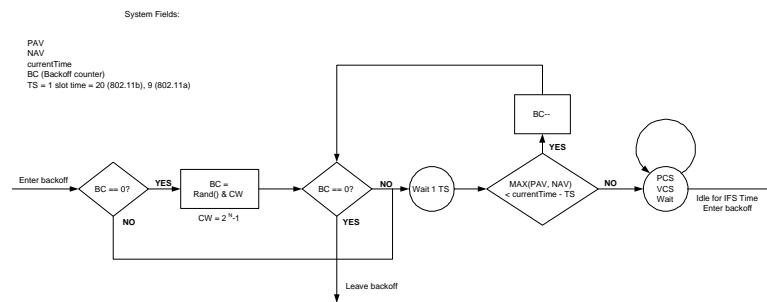 System Fields:
PAV
NAV
currentTime
BC (Backoff counter)
TS = 1 slot time = 20 (802.11b), 9 (802.11a)
BC--
YES
Enter backoff
BC == 0?
YES
NO
BC =
Rand() & CW
CW = 2 N-1
BC == 0?
NO
YES
Wait 1 TS
MAX(PAV, NAV)
< currentTime - TS
NO
PCS
VCS
Wait
Idle for IFS Time
Enter backoff
Leave backoff